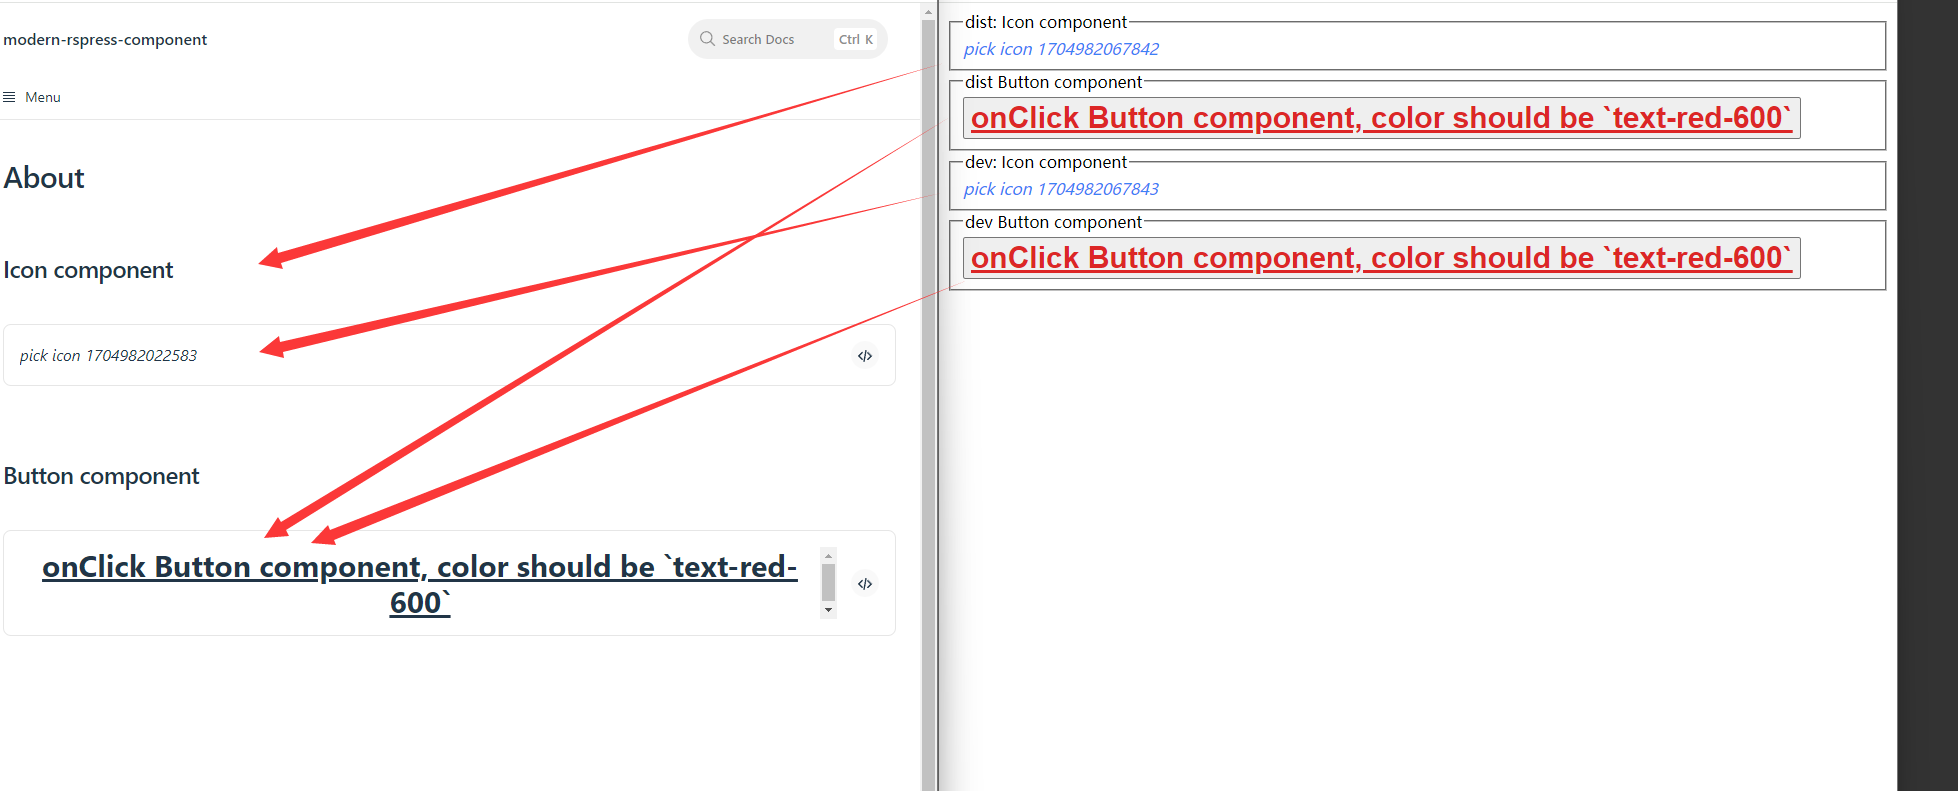 modern-rspress-component
Search Docs
Ctrl K
Menu
About
Icon component
pick icon 1704982022583
</>
Button component
onClick Button component, color should be `text-red-
600`
</>
dist: Icon component
pick icon 1704982067842
dist Button component
onClick Button component, color should be `text-red-600`
dev: Icon component
pick icon 1704982067843
dev Button component
onClick Button component, color should be `text-red-600`